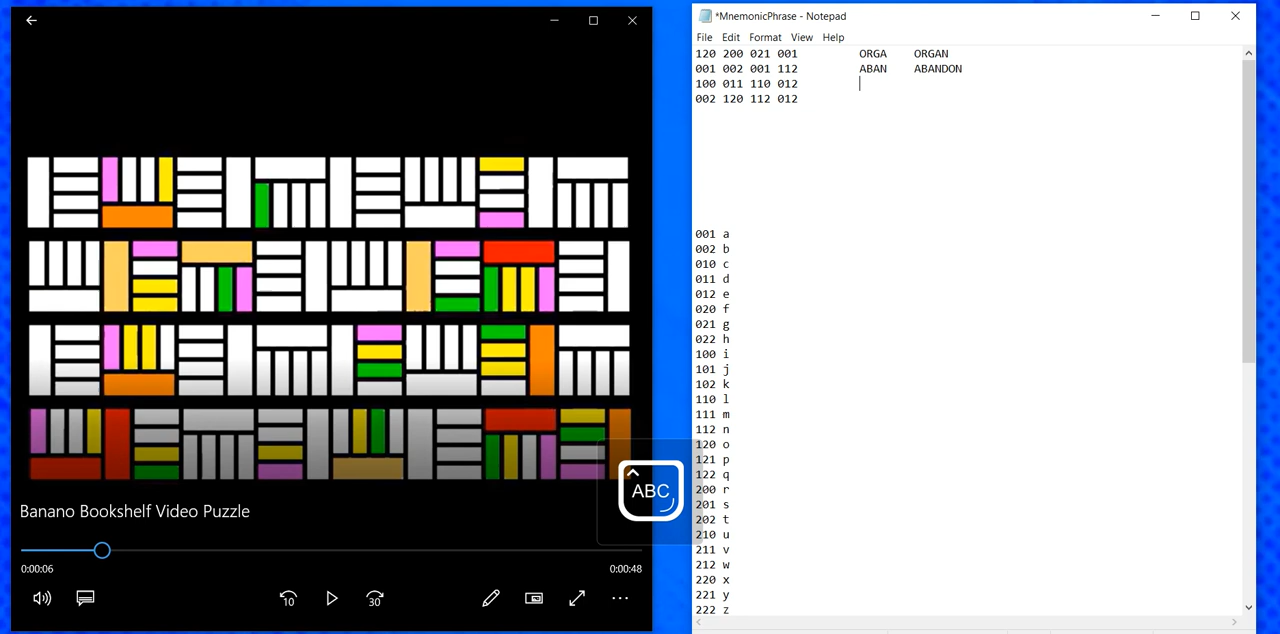 *MnemonicPhrase - Notepad
File Edit Format View Help
120 200 021 001 ORGA ORGAN
001 002 001 112 ABAN ABANDON
100 011 110 012
002 120 112 012
001 a
002 b
010 c
011 d
012 e
020 f
021 g
022 h
100 i
101 j
102 k
110 l
111 m
112 n
120 o
121 p
122 q
200 r
201 s
202 t
210 u
211 v
212 w
220 x
221 y
222 z
ABC
Banano Bookshelf Video Puzzle
0:00:06 0:00:48
10 30